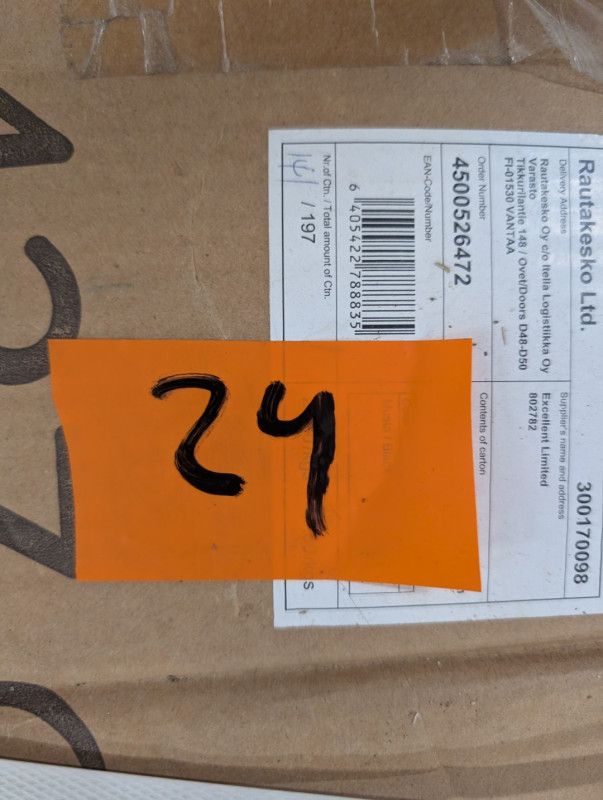 Rautakesko Ltd.
Delivery Address
Rautakesko Oy c/o Itella Logistiikka Oy
Varasto
Tikkurilantie 148 / Ovet/Doors D48-D50
FI-01530 VANTAA
300170098
Supplier's name and address
Excellent Limited
802782
Order Number
4500526472
Contents of carton
EAN-Code/Number
6 405422 788835
Nr.of Ctn. / Total amount of Ctn.
141 / 197
24